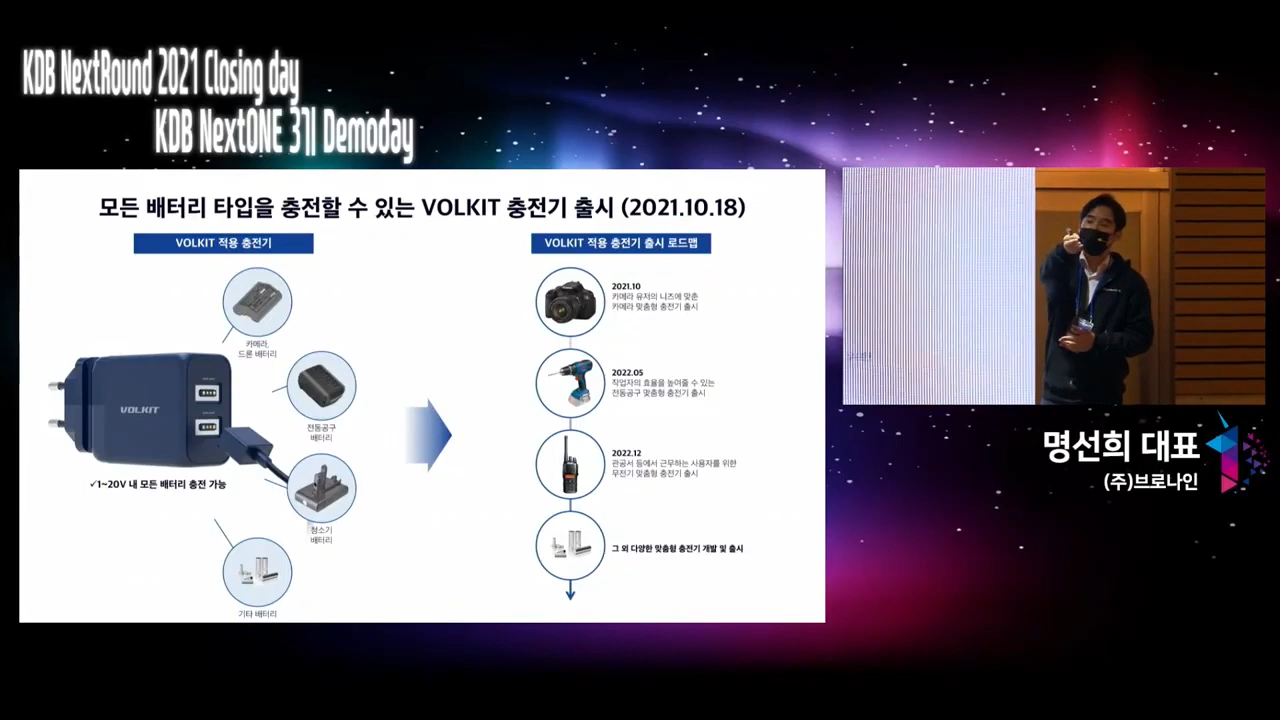 KDB NextRound 2021 Closing day
KDB NextONE 3기 Demoday
모든 배터리 타입을 충전할 수 있는 VOLKIT 충전기 출시 (2021.10.18)
VOLKIT 적용 충전기
카메라,
드론 배터리
전동공구
배터리
VOLKIT
✓1~20V 내 모든 배터리 충전 가능
청소기
배터리
기타 배터리
VOLKIT 적용 충전기 출시 로드맵
2021.10
카메라 유저의 니즈에 맞춘
카메라 맞춤형 충전기 출시
2022.05
작업자의 효율을 높여줄 수 있는
전동공구 맞춤형 충전기 출시
2022.12
관공서 등에서 근무하는 사용자를 위한
무전기 맞춤형 충전기 출시
그 외 다양한 맞춤형 충전기 개발 및 출시
명선희 대표
(주)브로나인